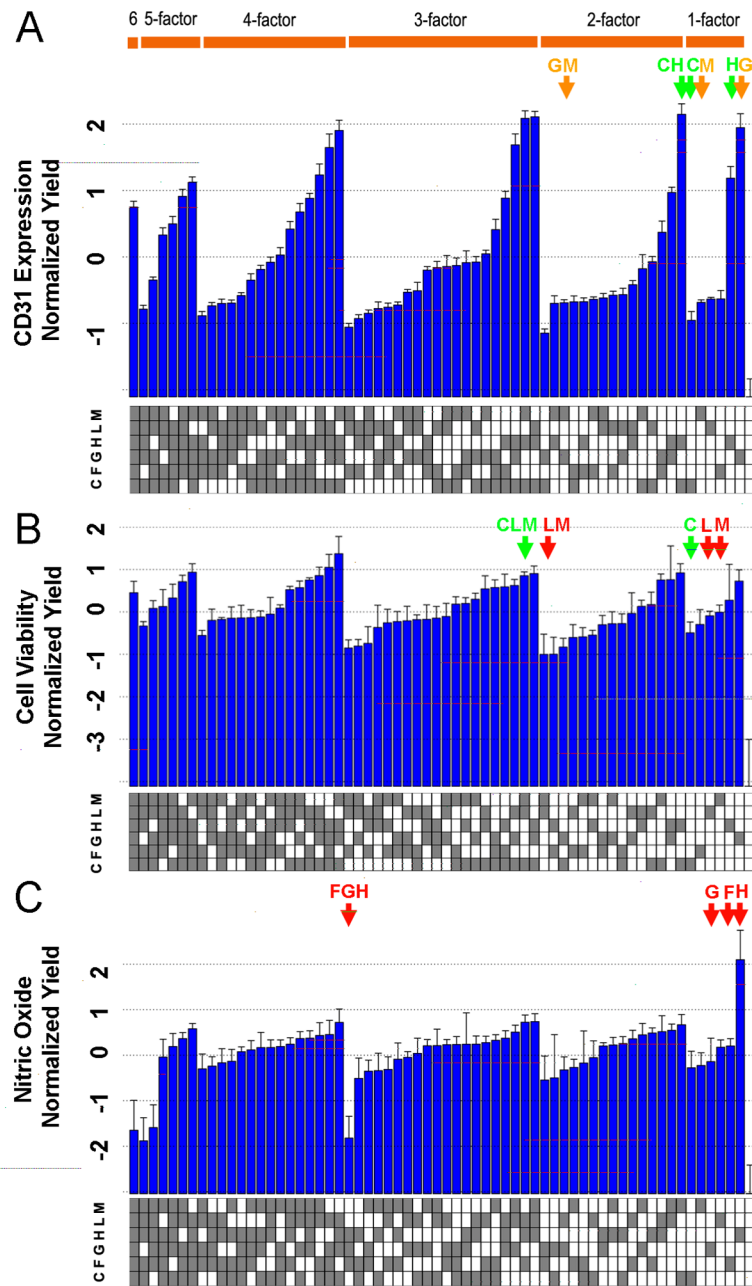 A
6 5-factor 4-factor 3-factor 2-factor 1-factor
GM CH C M H G
CD31 Expression
Normalized Yield
2
1
0
-1
C F G H L M
B
CLM LM C L M
Cell Viability
Normalized Yield
2
1
0
-1
-2
-3
C F G H L M
C
FGH G F H
Nitric Oxide
Normalized Yield
2
1
0
-1
-2
C F G H L M